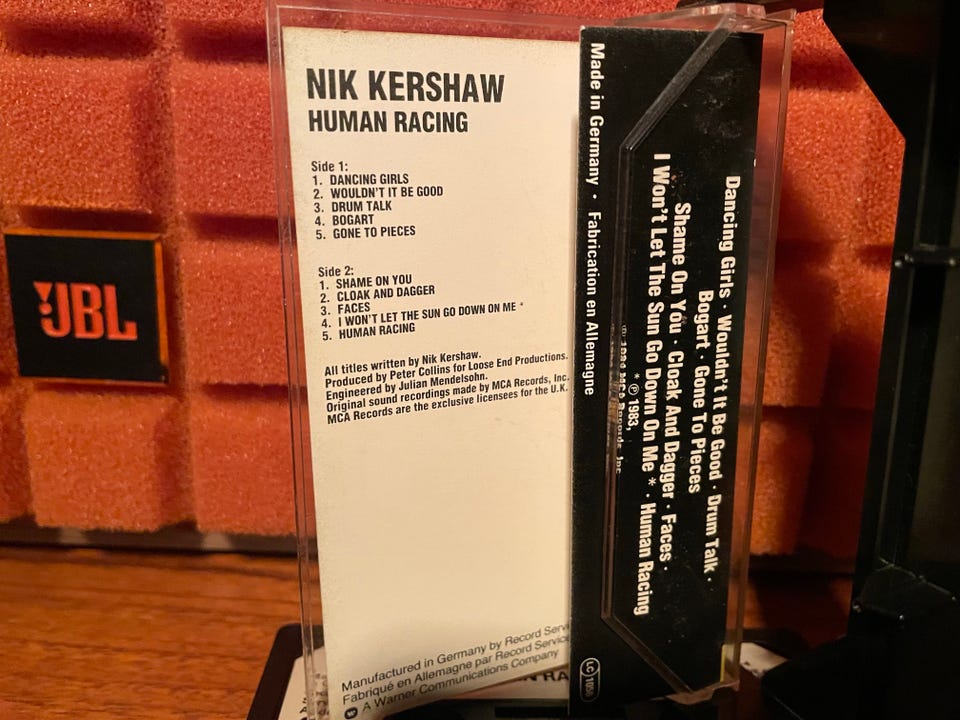 JBL
NIK KERSHAW
HUMAN RACING
Side 1:
1. DANCING GIRLS
2. WOULDN'T IT BE GOOD
3. DRUM TALK
4. BOGART
5. GONE TO PIECES
Side 2:
1. SHAME ON YOU
2. CLOAK AND DAGGER
3. FACES
4. I WON'T LET THE SUN GO DOWN ON ME *
5. HUMAN RACING
All titles written by Nik Kershaw.
Produced by Peter Collins for Loose End Productions.
Engineered by Julian Mendelsohn.
Original sound recordings made by MCA Records, Inc.
MCA Records are the exclusive licensees for the U.K.
Manufactured in Germany by Record
Fabriqué en Allemagne par Record Service
A Warner Communications Company
Made in Germany · Fabrication en Allemagne
Dancing Girls · Wouldn't It Be Good · Drum Talk ·
Bogart · Gone To Pieces
Shame On You · Cloak And Dagger · Faces ·
I Won't Let The Sun Go Down On Me * · Human Racing
* ℗ 1983,
℗ 1984 MCA Records, Inc.
LC 1056